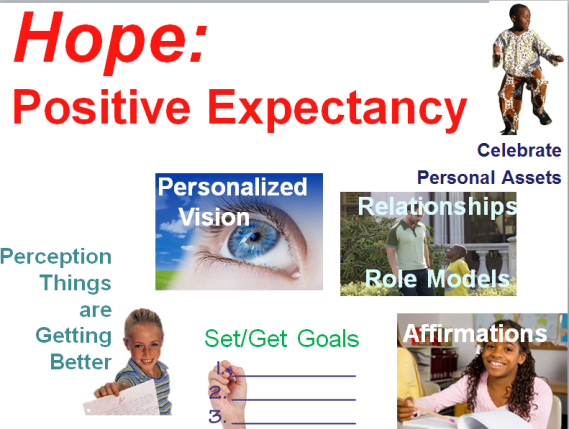 Hope:
Positive Expectancy
Celebrate
Personal Assets
Personalized
Vision
Relationships
Role Models
Perception
Things
are
Getting
Better
Set/Get Goals
1.
2.
3.
Affirmations